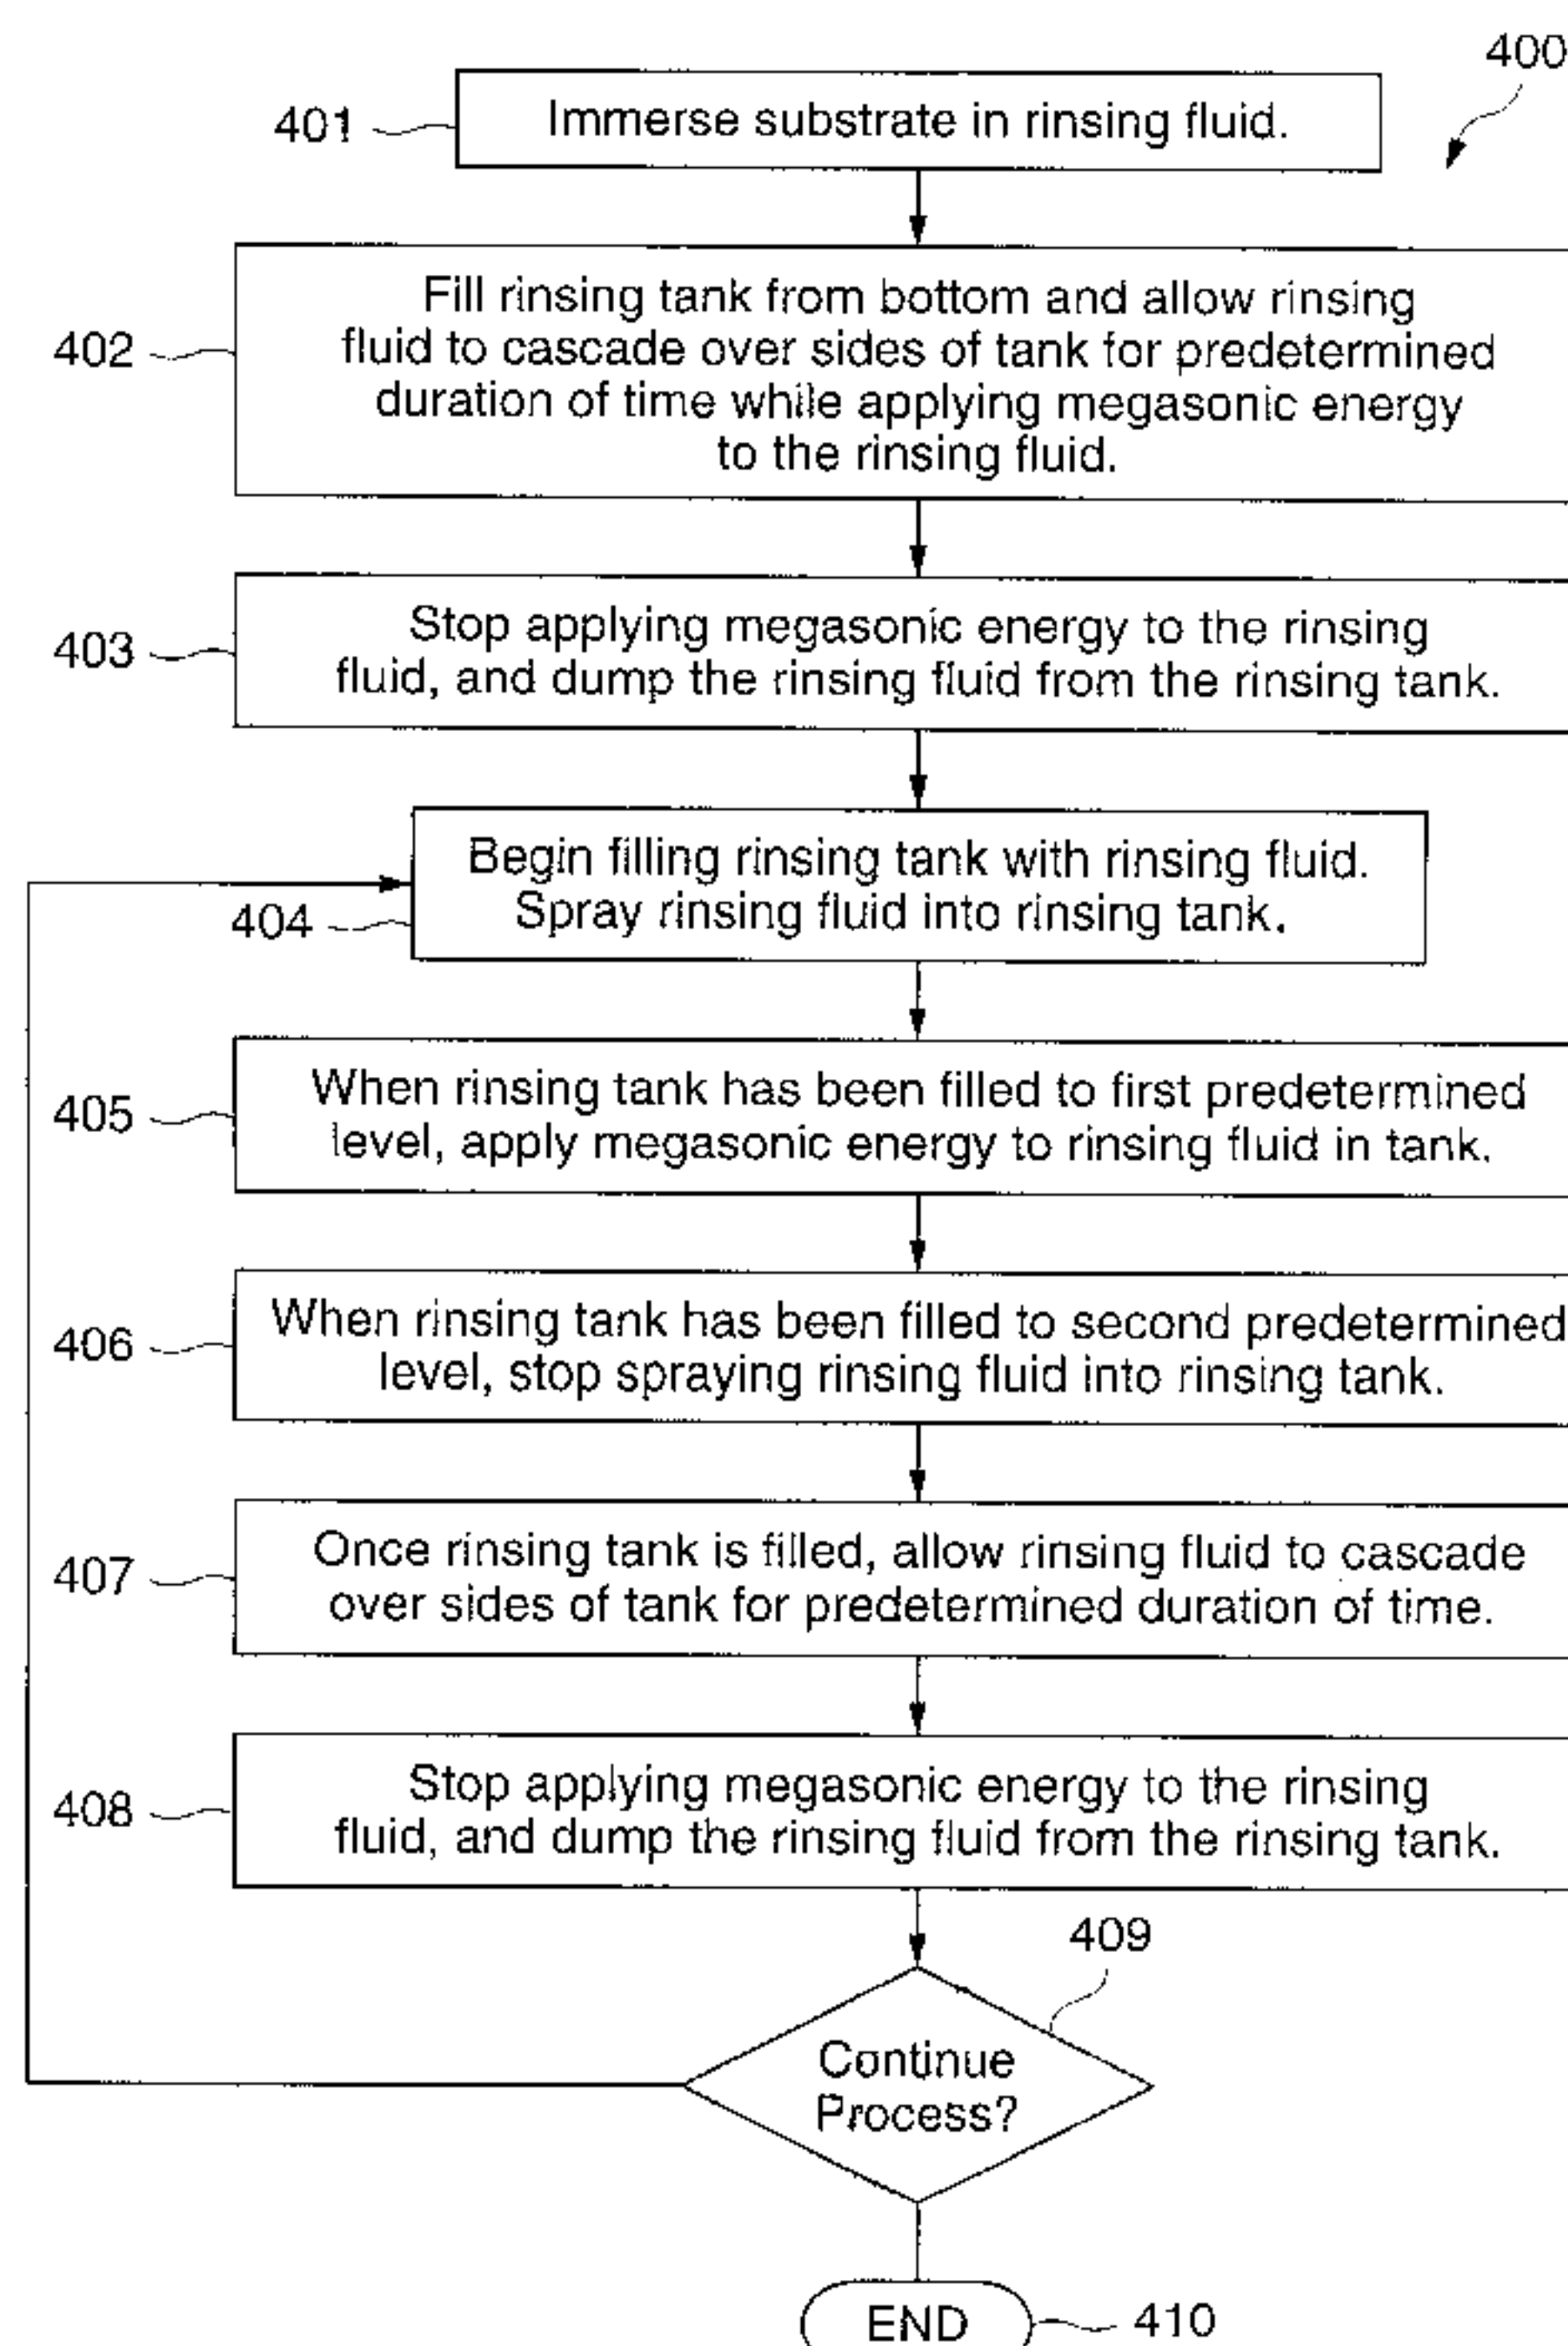 400
401
Immerse substrate in rinsing fluid.
402
Fill rinsing tank from bottom and allow rinsing
fluid to cascade over sides of tank for predetermined
duration of time while applying megasonic energy
to the rinsing fluid.
403
Stop applying megasonic energy to the rinsing
fluid, and dump the rinsing fluid from the rinsing tank.
404
Begin filling rinsing tank with rinsing fluid.
Spray rinsing fluid into rinsing tank.
405
When rinsing tank has been filled to first predetermined
level, apply megasonic energy to rinsing fluid in tank.
406
When rinsing tank has been filled to second predetermined
level, stop spraying rinsing fluid into rinsing tank.
407
Once rinsing tank is filled, allow rinsing fluid to cascade
over sides of tank for predetermined duration of time.
408
Stop applying megasonic energy to the rinsing
fluid, and dump the rinsing fluid from the rinsing tank.
409
Continue
Process?
END
410